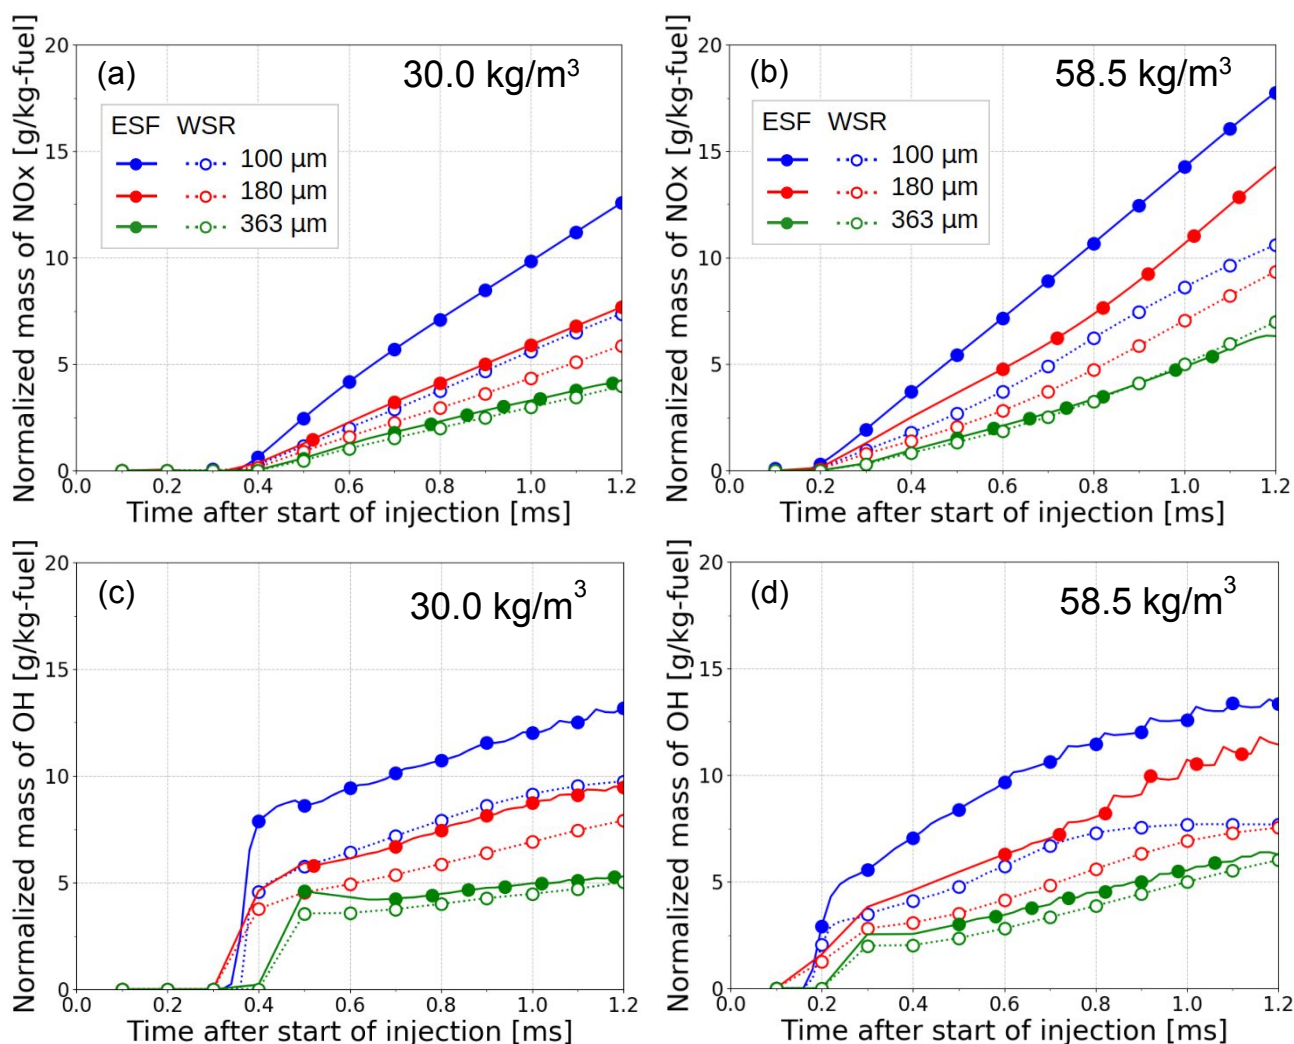 (a) 30.0 kg/m³
ESF WSR
100 µm
180 µm
363 µm
Normalized mass of NOx [g/kg-fuel]
20
15
10
5
0
0.0 0.2 0.4 0.6 0.8 1.0 1.2
Time after start of injection [ms]
(b) 58.5 kg/m³
ESF WSR
100 µm
180 µm
363 µm
Normalized mass of NOx [g/kg-fuel]
20
15
10
5
0
0.0 0.2 0.4 0.6 0.8 1.0 1.2
Time after start of injection [ms]
(c) 30.0 kg/m³
Normalized mass of OH [g/kg-fuel]
20
15
10
5
0
0.0 0.2 0.4 0.6 0.8 1.0 1.2
Time after start of injection [ms]
(d) 58.5 kg/m³
Normalized mass of OH [g/kg-fuel]
20
15
10
5
0
0.0 0.2 0.4 0.6 0.8 1.0 1.2
Time after start of injection [ms]